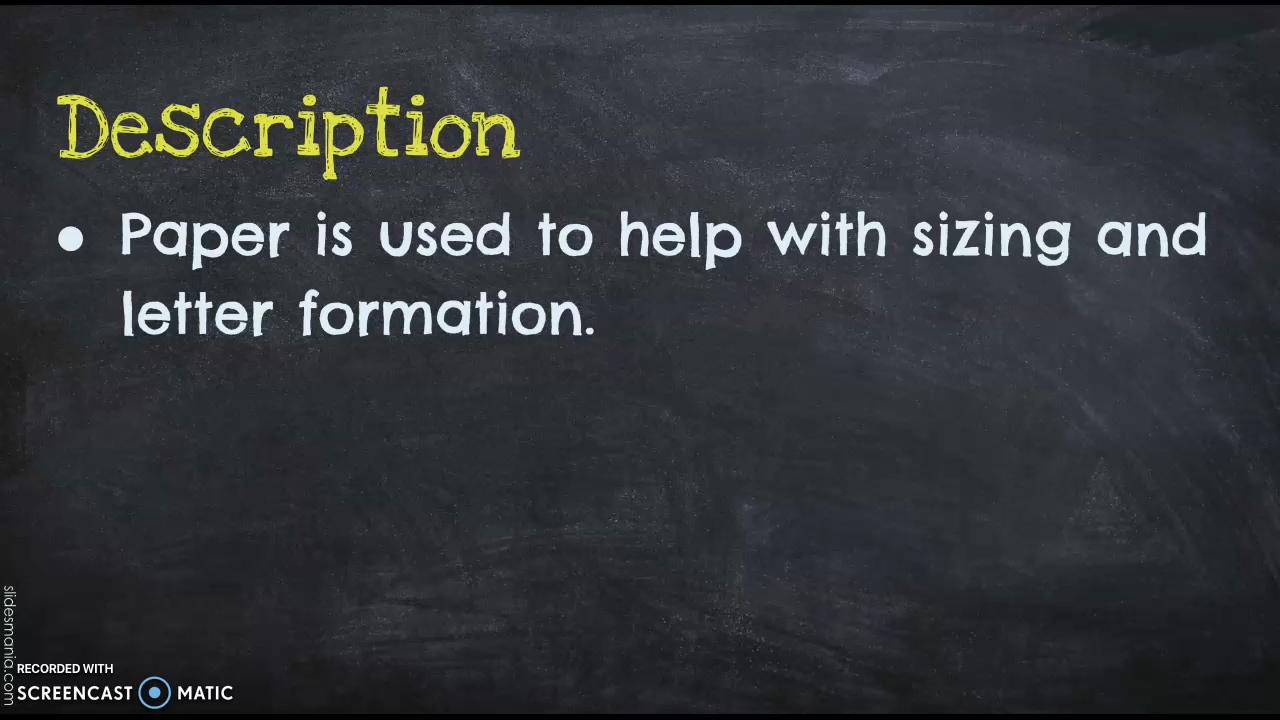 Description
● Paper is used to help with sizing and
letter formation.
slidesmania.com
RECORDED WITH
SCREENCAST MATIC